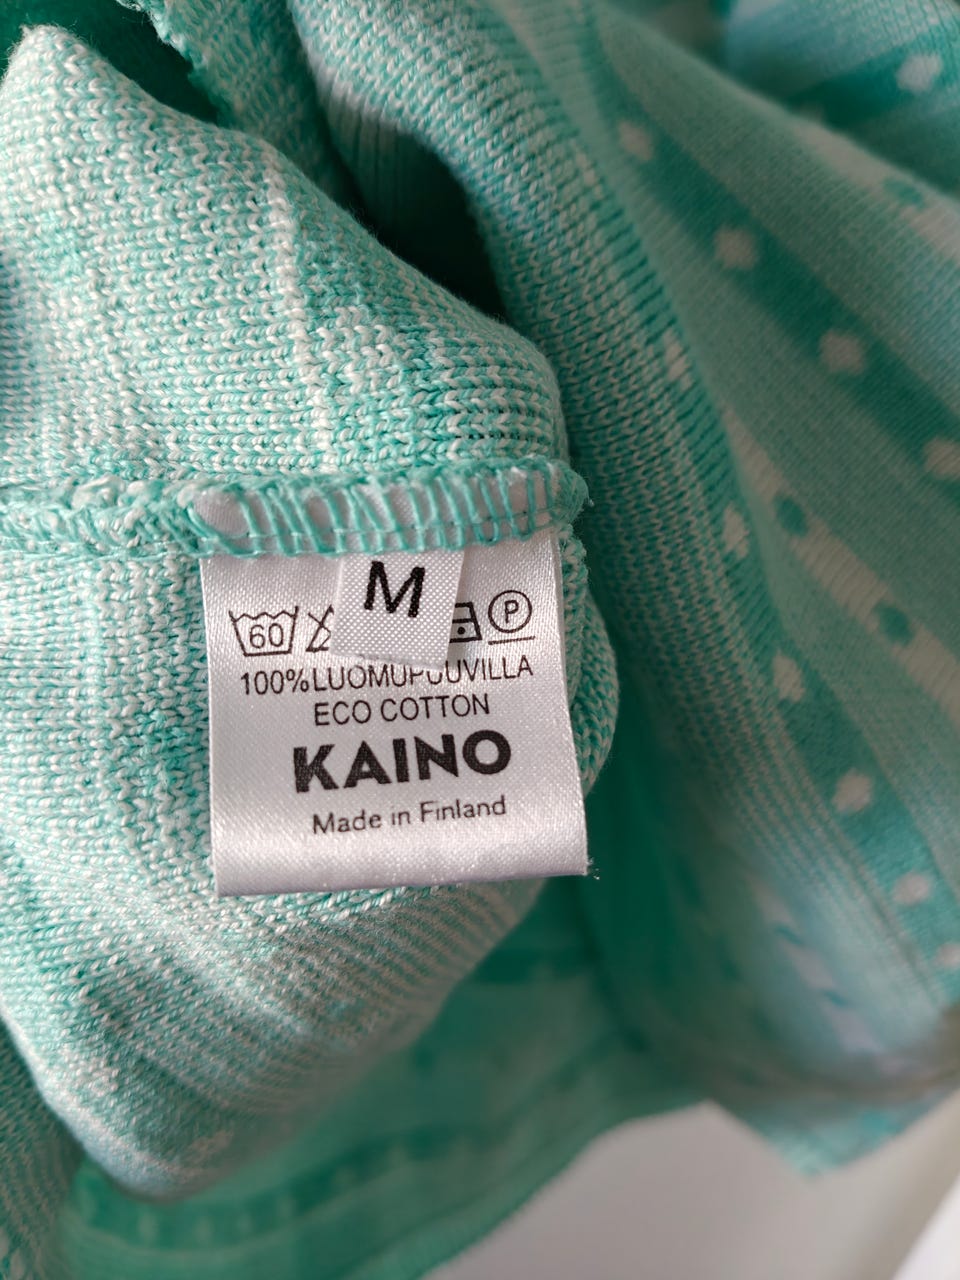 M
60 P
100% LUOMUPUUVILLA
ECO COTTON
KAINO
Made in Finland